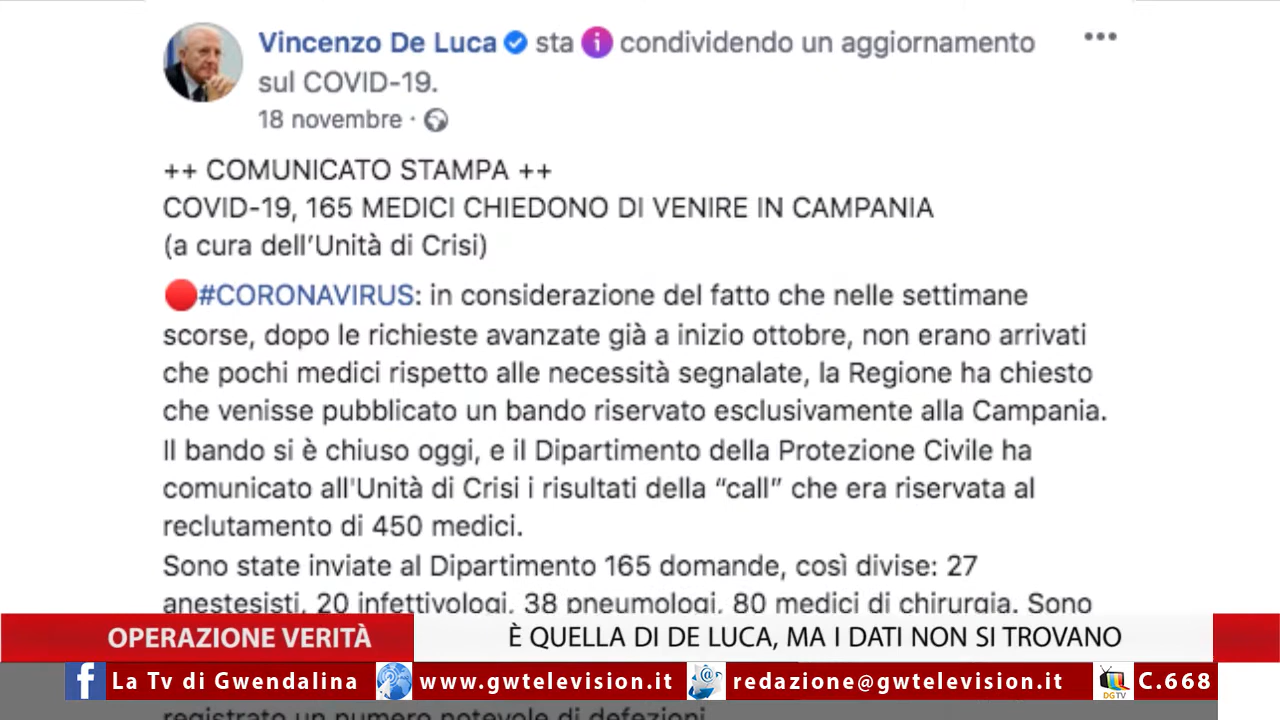 Vincenzo De Luca sta condividendo un aggiornamento
sul COVID-19.
18 novembre ·
++ COMUNICATO STAMPA ++
COVID-19, 165 MEDICI CHIEDONO DI VENIRE IN CAMPANIA
(a cura dell'Unità di Crisi)
#CORONAVIRUS: in considerazione del fatto che nelle settimane
scorse, dopo le richieste avanzate già a inizio ottobre, non erano arrivati
che pochi medici rispetto alle necessità segnalate, la Regione ha chiesto
che venisse pubblicato un bando riservato esclusivamente alla Campania.
Il bando si è chiuso oggi, e il Dipartimento della Protezione Civile ha
comunicato all'Unità di Crisi i risultati della “call” che era riservata al
reclutamento di 450 medici.
Sono state inviate al Dipartimento 165 domande, così divise: 27
anestesisti, 20 infettivologi, 38 pneumologi, 80 medici di chirurgia. Sono
OPERAZIONE VERITÀ È QUELLA DI DE LUCA, MA I DATI NON SI TROVANO
f La Tv di Gwendalina www.gwtelevision.it redazione@gwtelevision.it DGTV C.668
registrato un numero notevole di defezioni